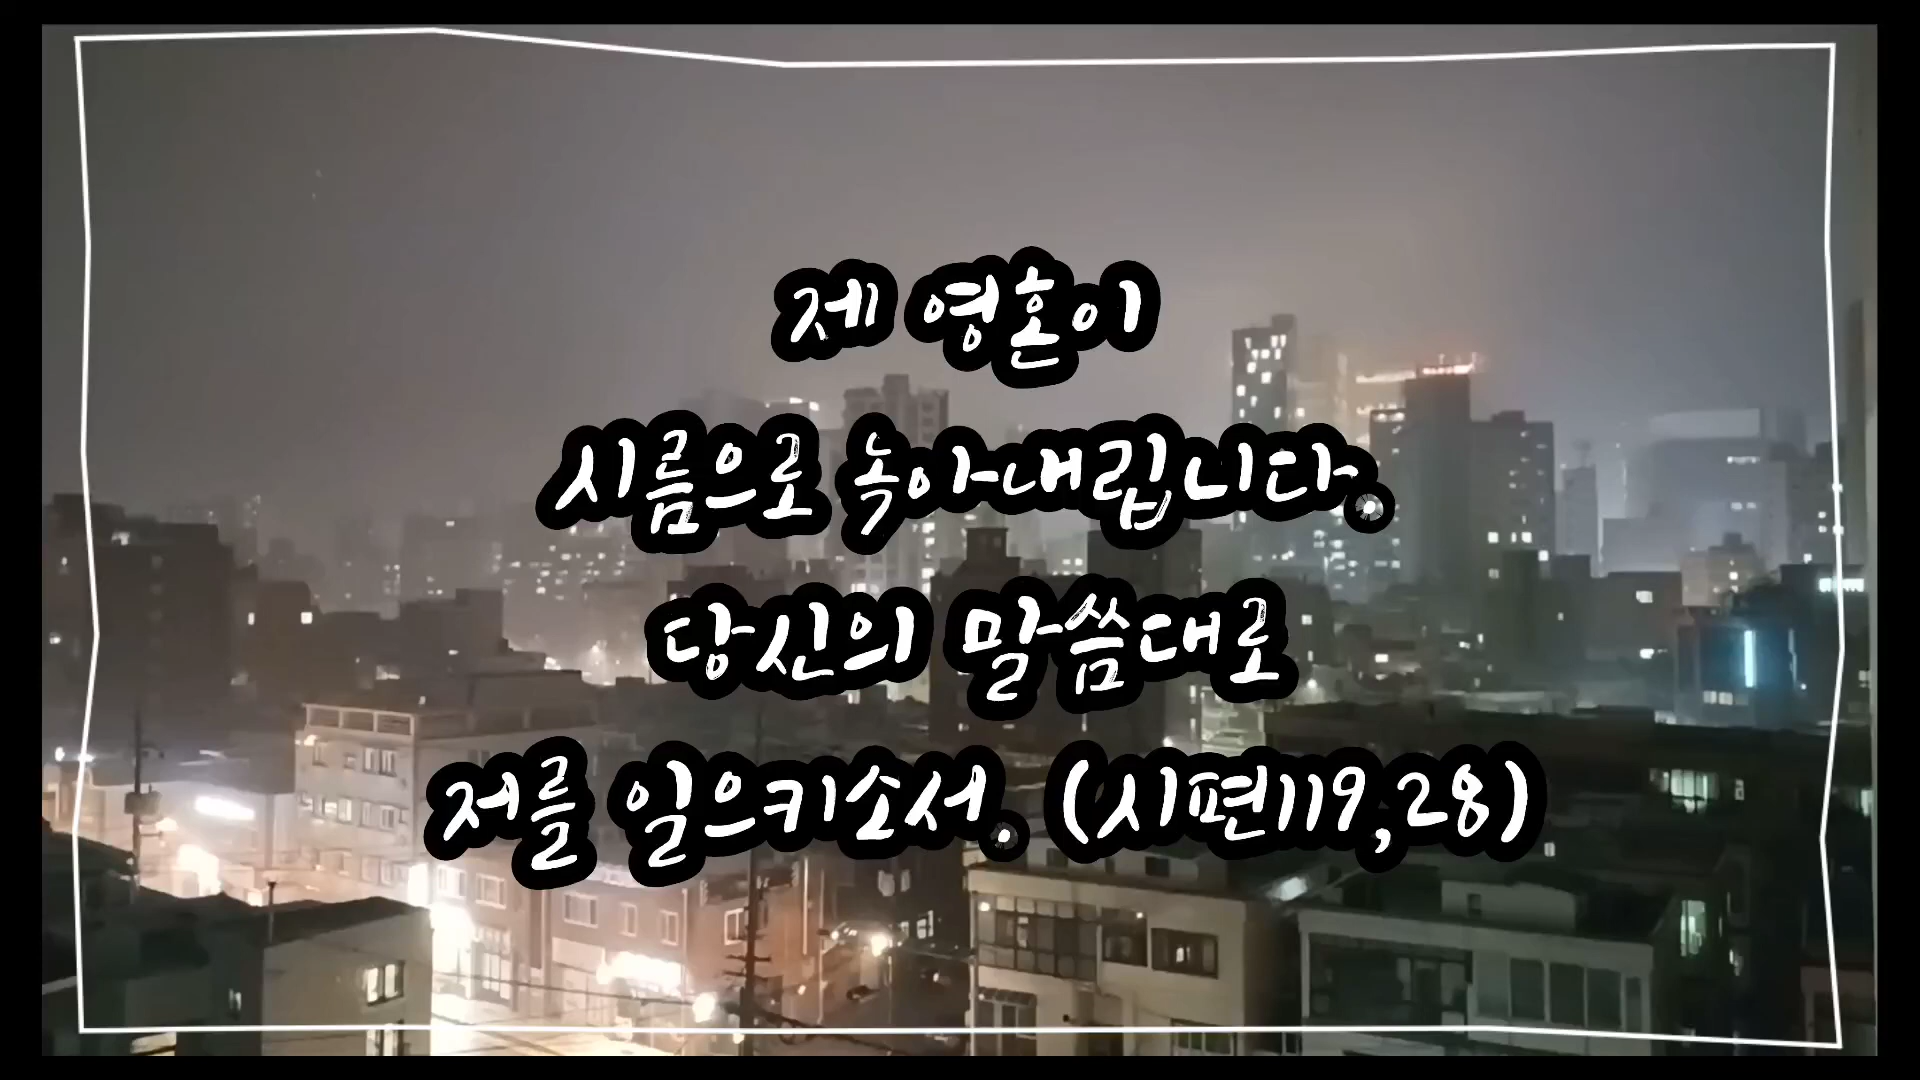 제 영혼이
시름으로 녹아내립니다.
당신의 말씀대로
저를 일으키소서. (시편119,28)